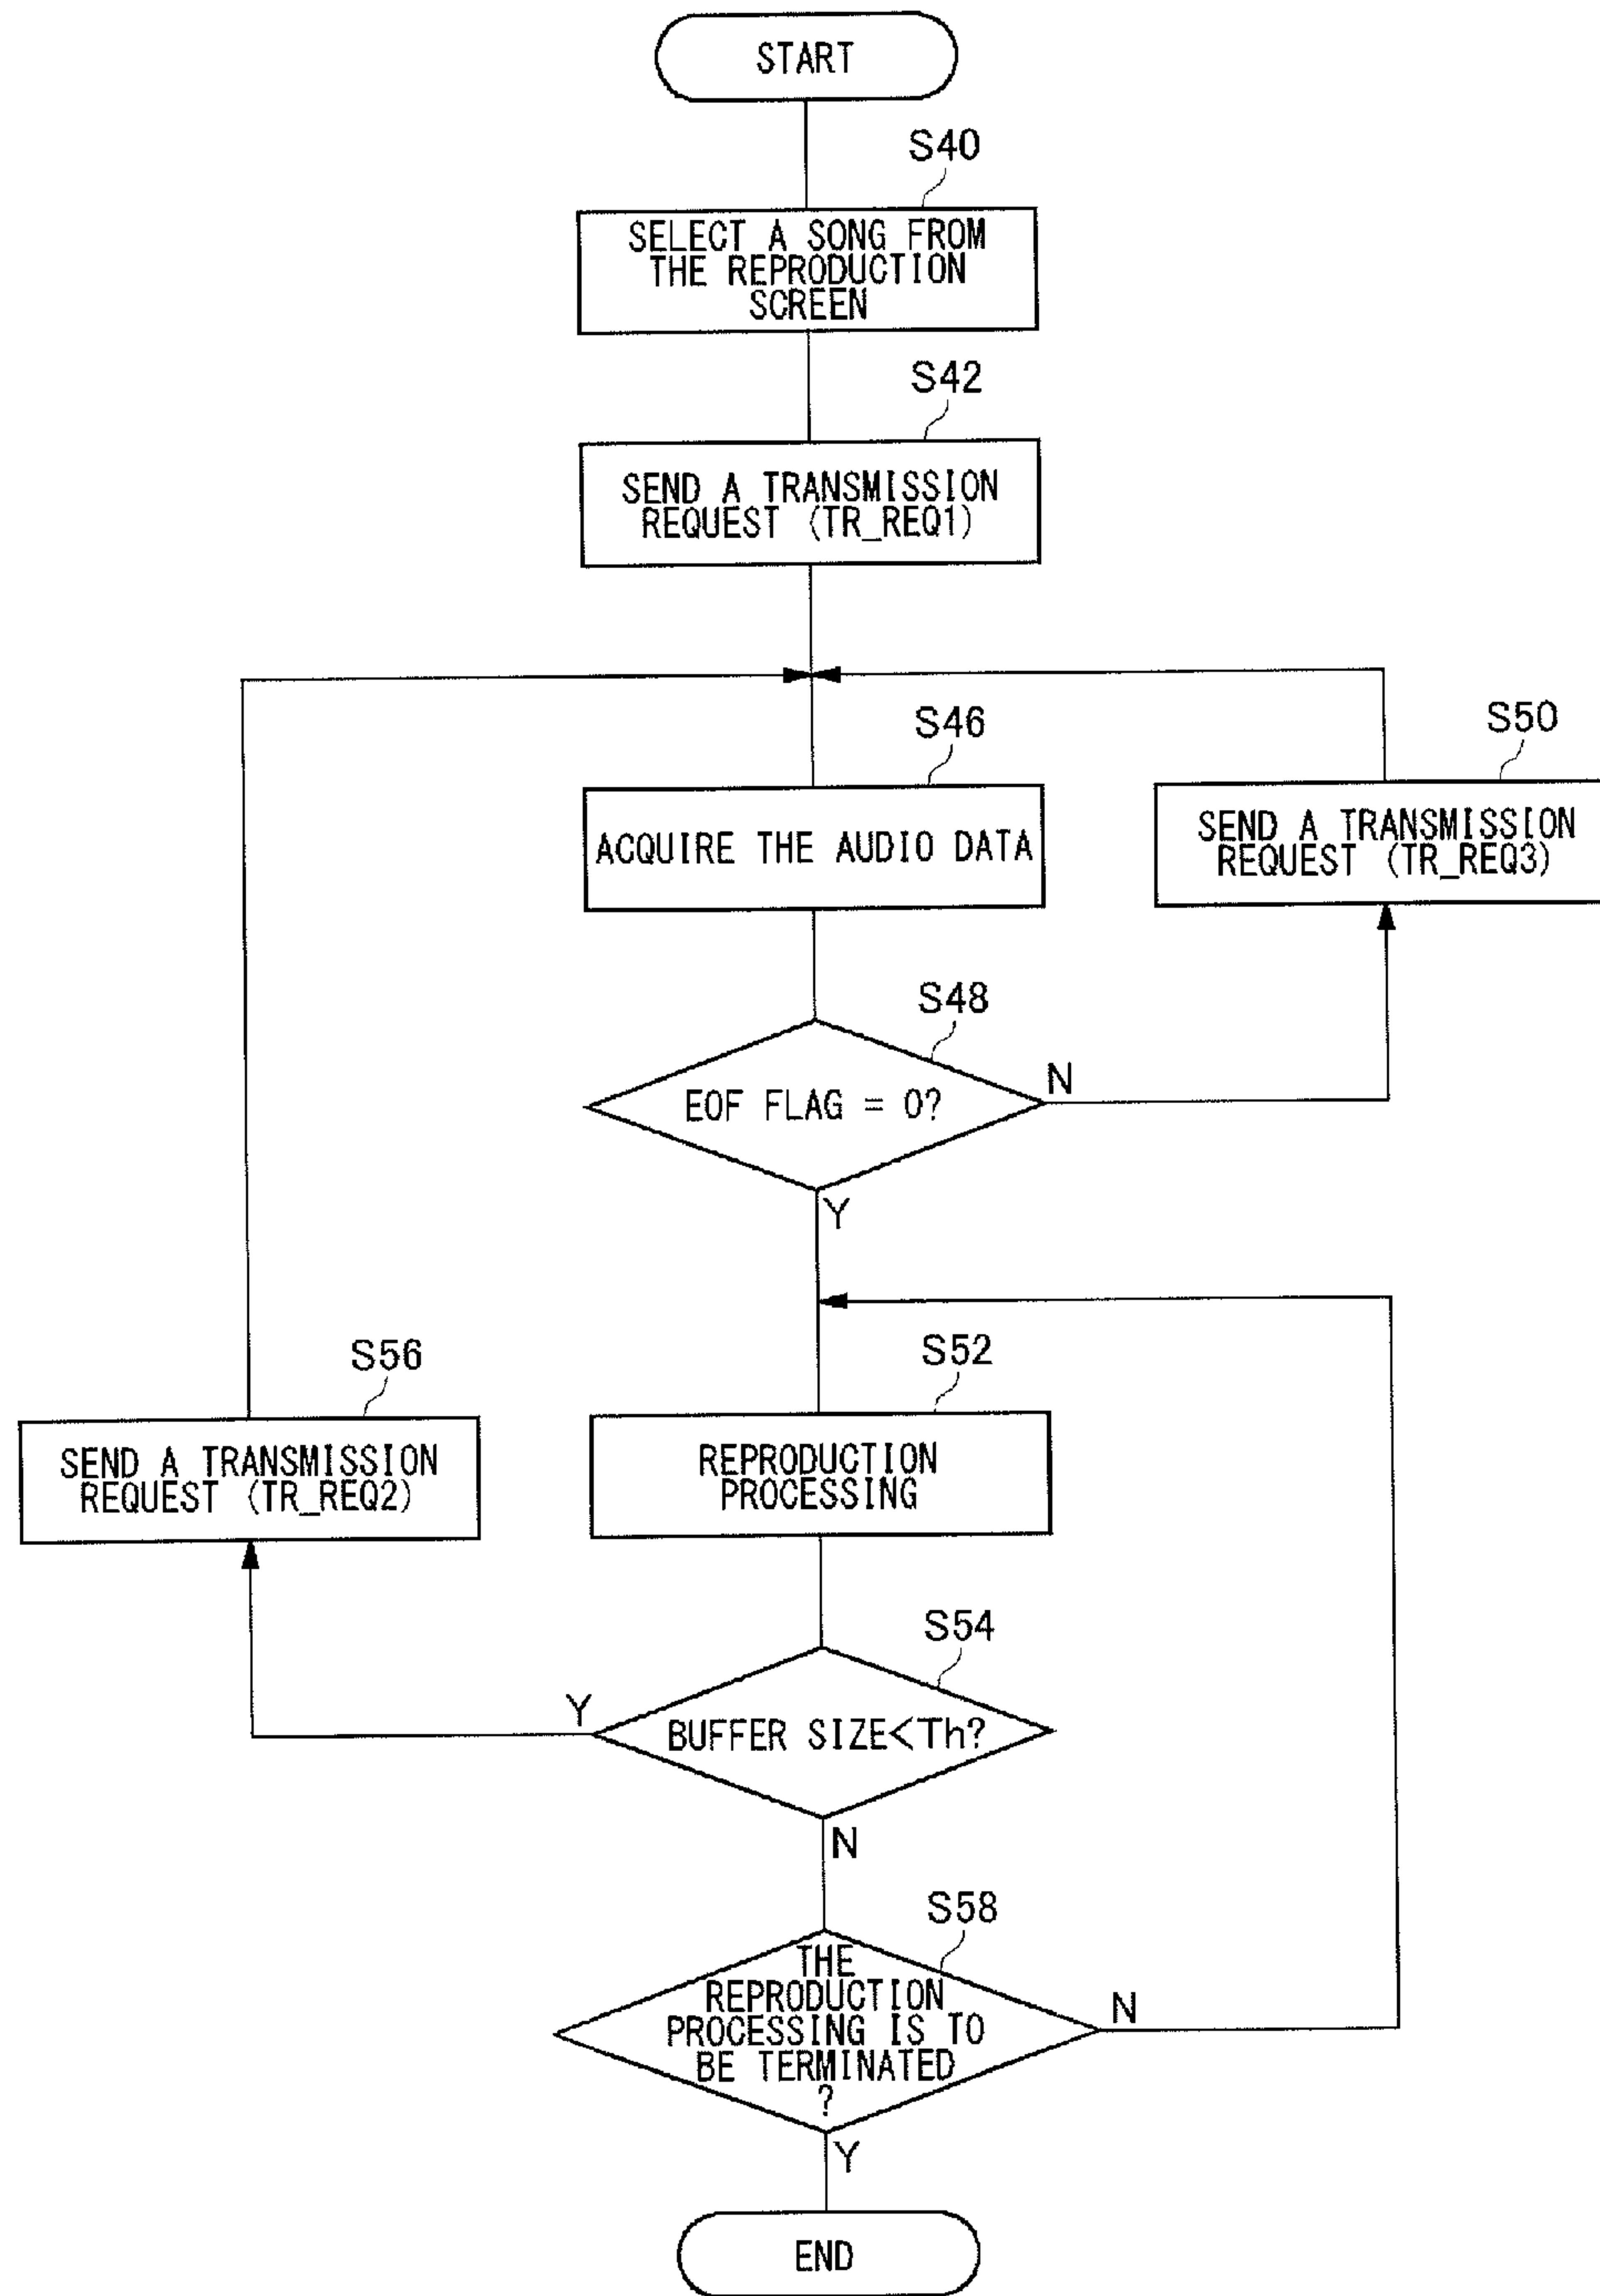 START
S40
SELECT A SONG FROM
THE REPRODUCTION
SCREEN
S42
SEND A TRANSMISSION
REQUEST (TR_REQ1)
S46
ACQUIRE THE AUDIO DATA
S50
SEND A TRANSMISSION
REQUEST (TR_REQ3)
S48
EOF FLAG = 0?
N
Y
S52
REPRODUCTION
PROCESSING
S56
SEND A TRANSMISSION
REQUEST (TR_REQ2)
S54
BUFFER SIZE<Th?
Y
N
S58
THE
REPRODUCTION
PROCESSING IS TO
BE TERMINATED
?
N
Y
END